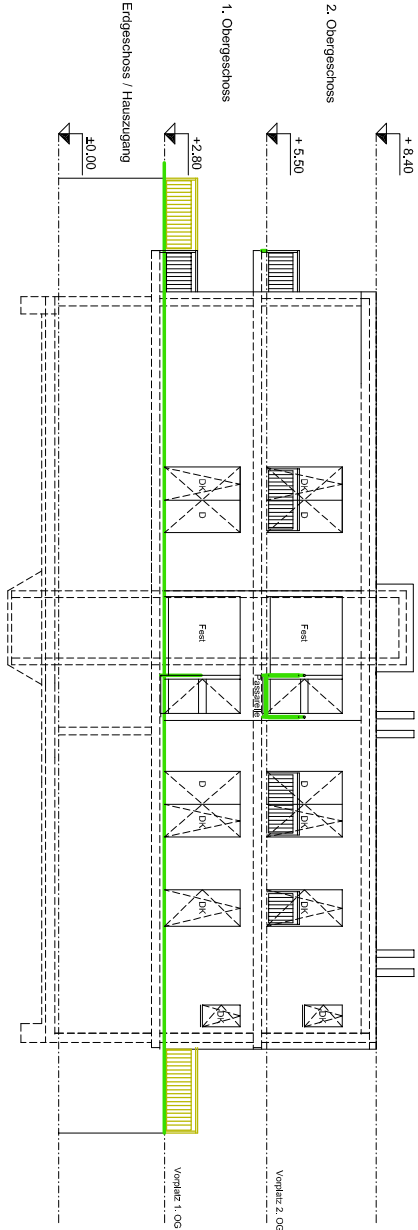 + 8.40
2. Obergeschoss
+ 5.50
1. Obergeschoss
+2.80
Erdgeschoss / Hauszugang
±0.00
DK D
Fest
Passarelle
D DK
DK
DK
Vorplatz 2. OG
DK D
Fest
D DK
DK
DK
Vorplatz 1. OG